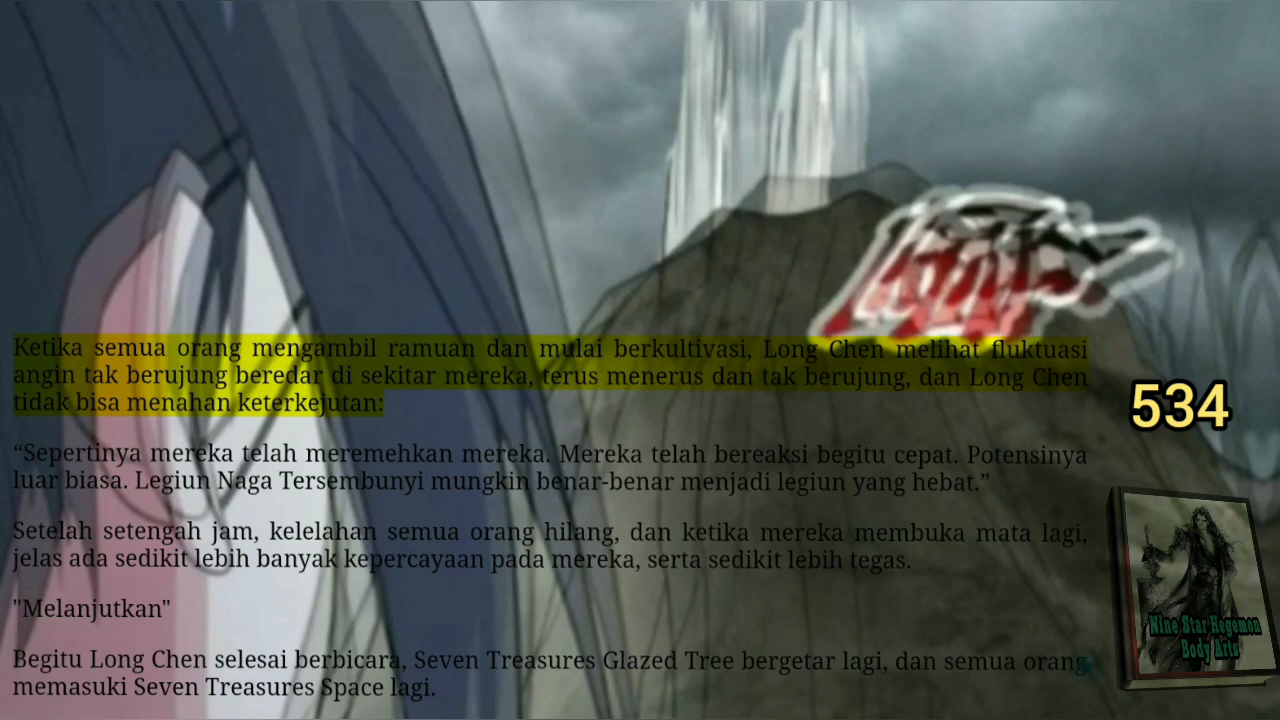 Ketika semua orang mengambil ramuan dan mulai berkultivasi, Long Chen melihat fluktuasi
angin tak berujung beredar di sekitar mereka, terus menerus dan tak berujung, dan Long Chen
tidak bisa menahan keterkejutan:
“Sepertinya mereka telah meremehkan mereka. Mereka telah bereaksi begitu cepat. Potensinya
luar biasa. Legiun Naga Tersembunyi mungkin benar-benar menjadi legiun yang hebat.”
Setelah setengah jam, kelelahan semua orang hilang, dan ketika mereka membuka mata lagi,
jelas ada sedikit lebih banyak kepercayaan pada mereka, serta sedikit lebih tegas.
"Melanjutkan"
Begitu Long Chen selesai berbicara, Seven Treasures Glazed Tree bergetar lagi, dan semua orang
memasuki Seven Treasures Space lagi.
534
Nine Star Hegemon
Body Arts